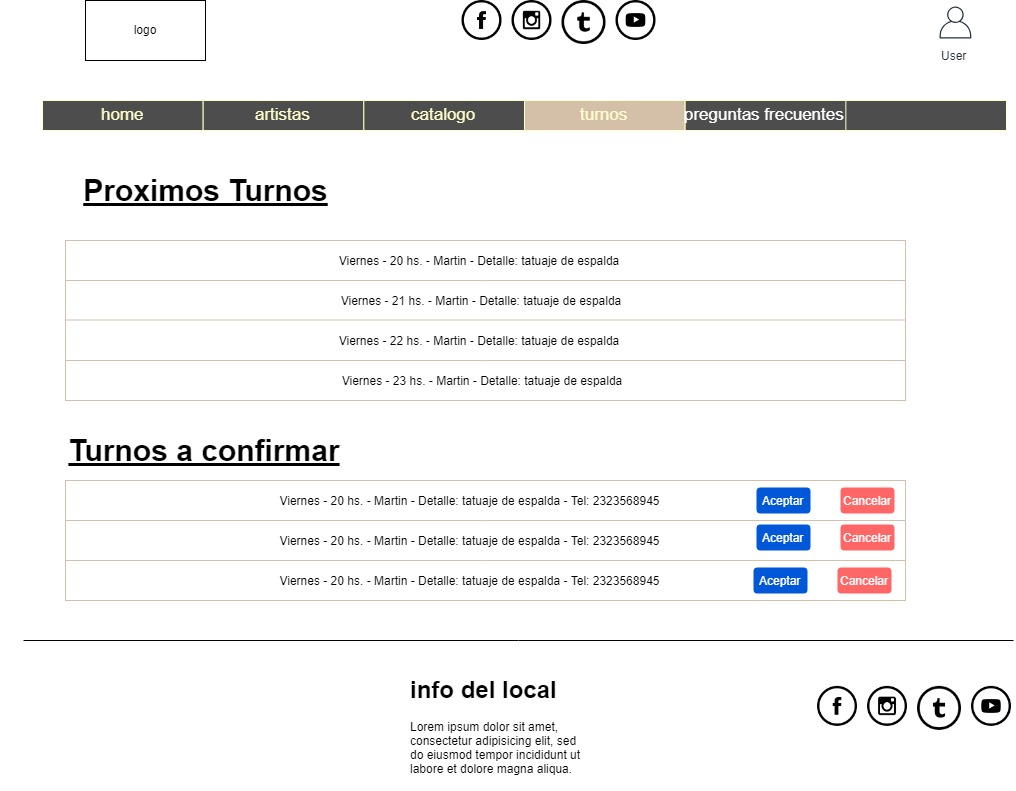 logo
User
home artistas catalogo turnos preguntas frecuentes
Proximos Turnos
Viernes - 20 hs. - Martin - Detalle: tatuaje de espalda
Viernes - 21 hs. - Martin - Detalle: tatuaje de espalda
Viernes - 22 hs. - Martin - Detalle: tatuaje de espalda
Viernes - 23 hs. - Martin - Detalle: tatuaje de espalda
Turnos a confirmar
Viernes - 20 hs. - Martin - Detalle: tatuaje de espalda - Tel: 2323568945 Aceptar Cancelar
Viernes - 20 hs. - Martin - Detalle: tatuaje de espalda - Tel: 2323568945 Aceptar Cancelar
Viernes - 20 hs. - Martin - Detalle: tatuaje de espalda - Tel: 2323568945 Aceptar Cancelar
info del local
Lorem ipsum dolor sit amet,
consectetur adipisicing elit, sed
do eiusmod tempor incididunt ut
labore et dolore magna aliqua.